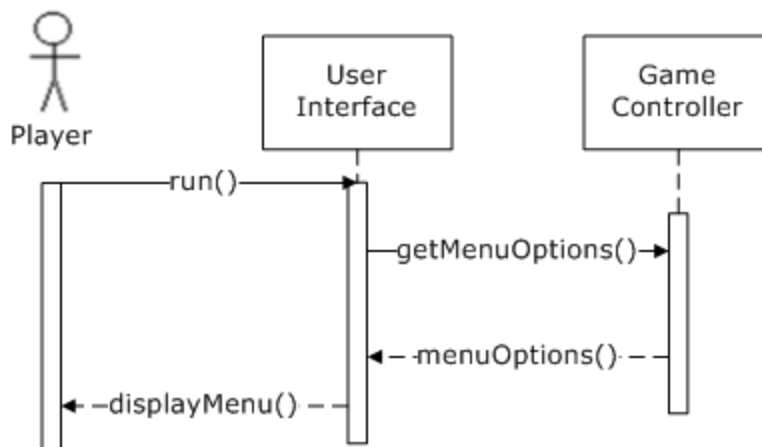 User
Interface
Game
Controller
Player
run()
getMenuOptions()
menuOptions()
displayMenu()